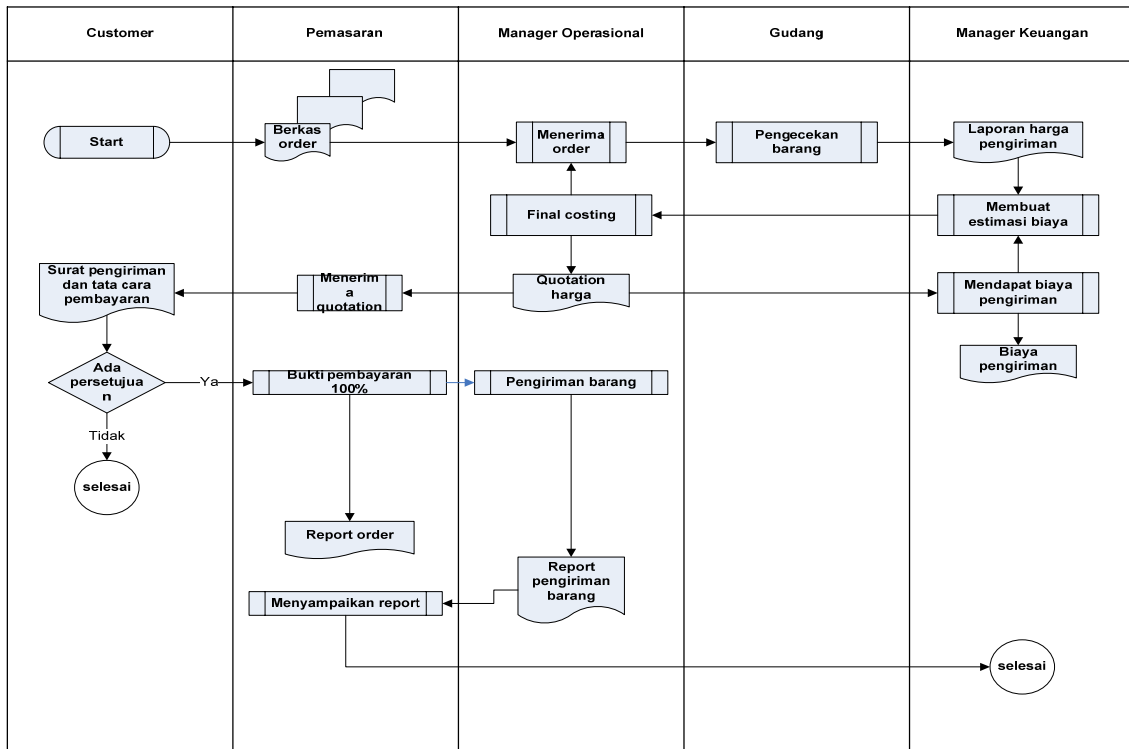 Customer
Pemasaran
Manager Operasional
Gudang
Manager Keuangan
Start
Berkas
order
Menerima
order
Pengecekan
barang
Laporan harga
pengiriman
Final costing
Membuat
estimasi biaya
Surat pengiriman
dan tata cara
pembayaran
Menerim
a
quotation
Quotation
harga
Mendapat biaya
pengiriman
Ada
persetujua
n
Ya
Bukti pembayaran
100%
Pengiriman barang
Biaya
pengiriman
Tidak
selesai
Report order
Report
pengiriman
barang
Menyampaikan report
selesai